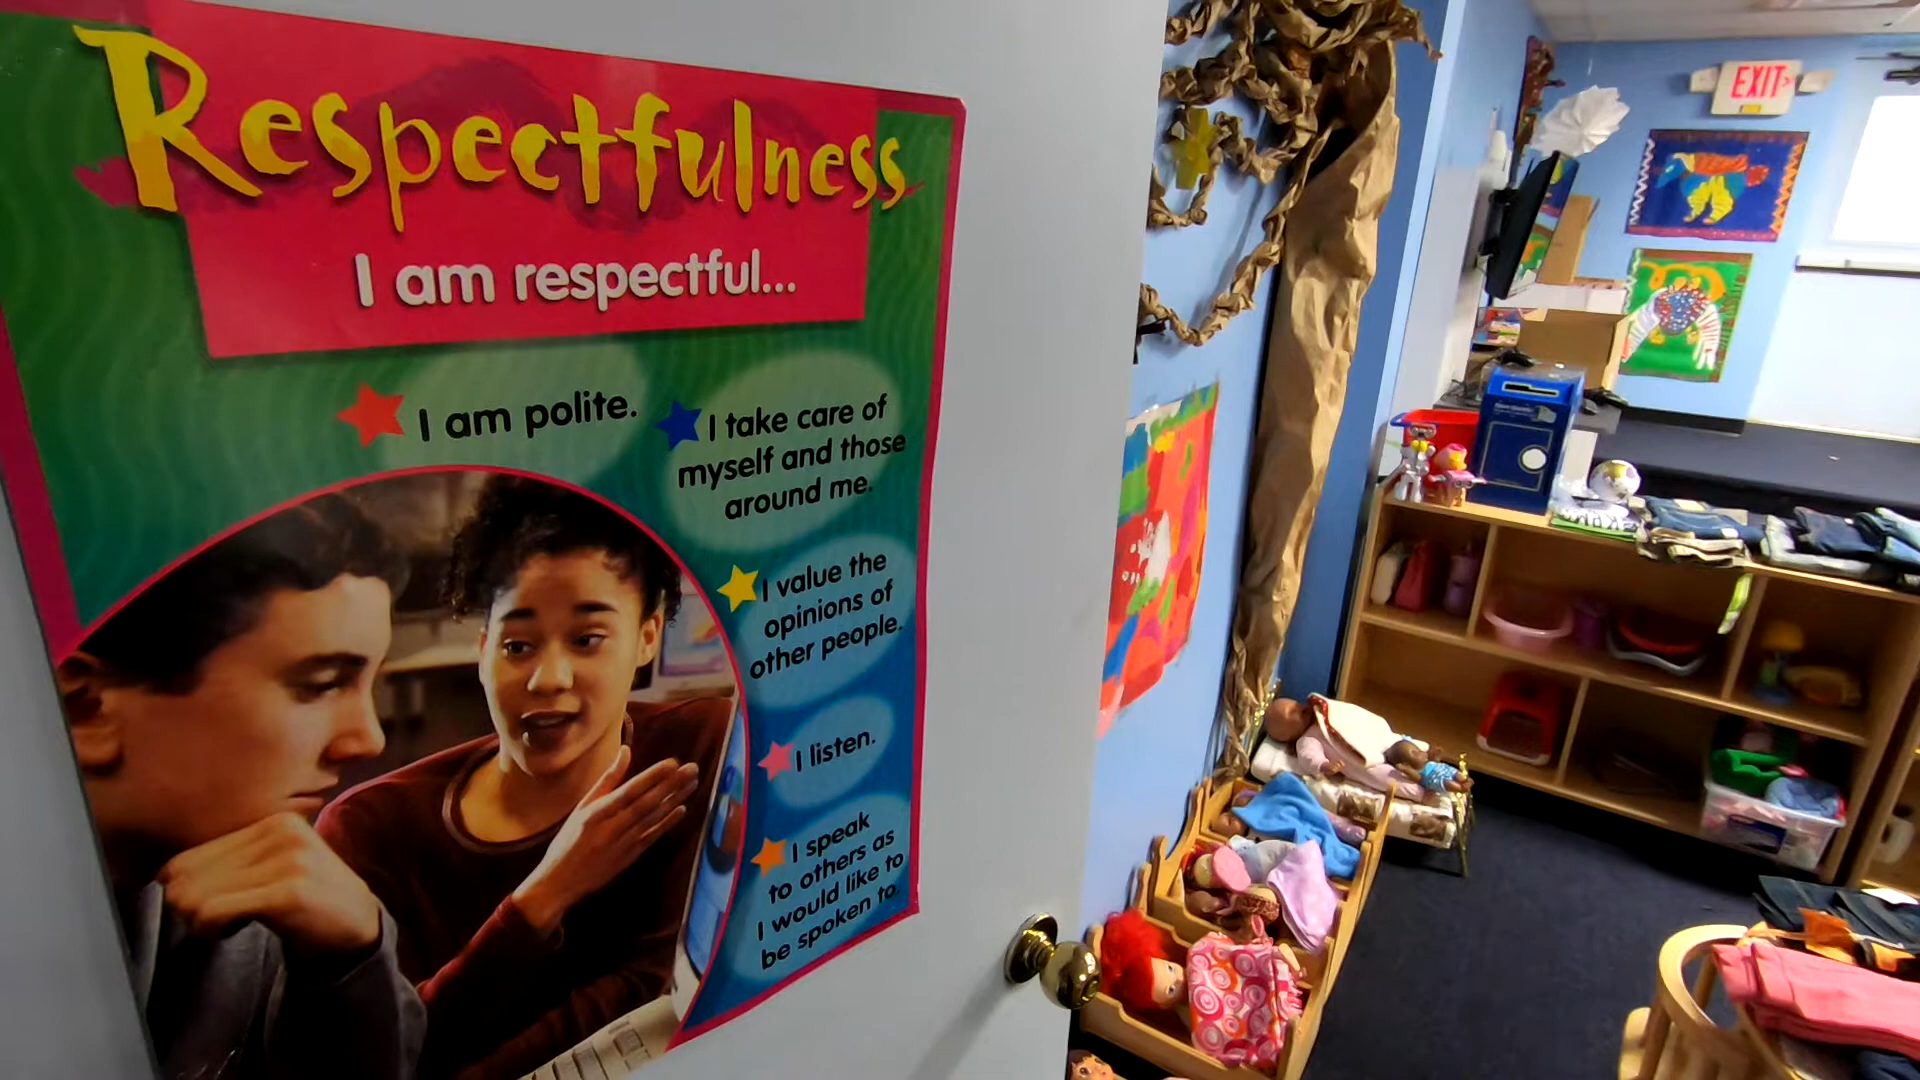 Respectfulness
I am respectful...
I am polite.
I take care of
myself and those
around me.
I value the
opinions of
other people.
I listen.
I speak
to others as
I would like to
be spoken to.
EXIT